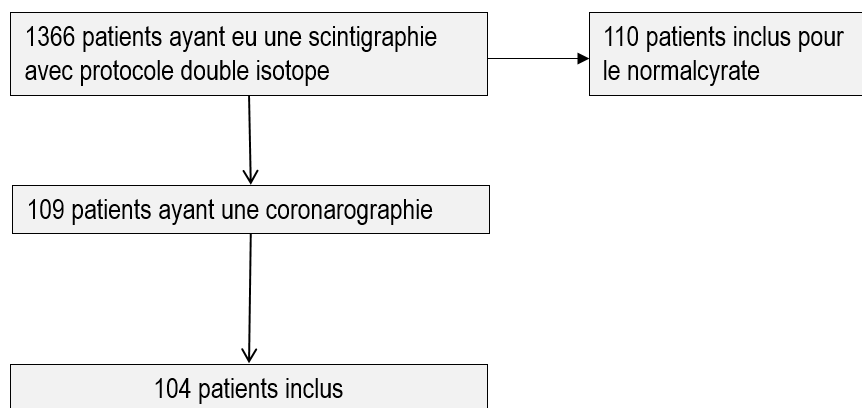 1366 patients ayant eu une scintigraphie
avec protocole double isotope
110 patients inclus pour
le normalcyrate
109 patients ayant une coronarographie
104 patients inclus